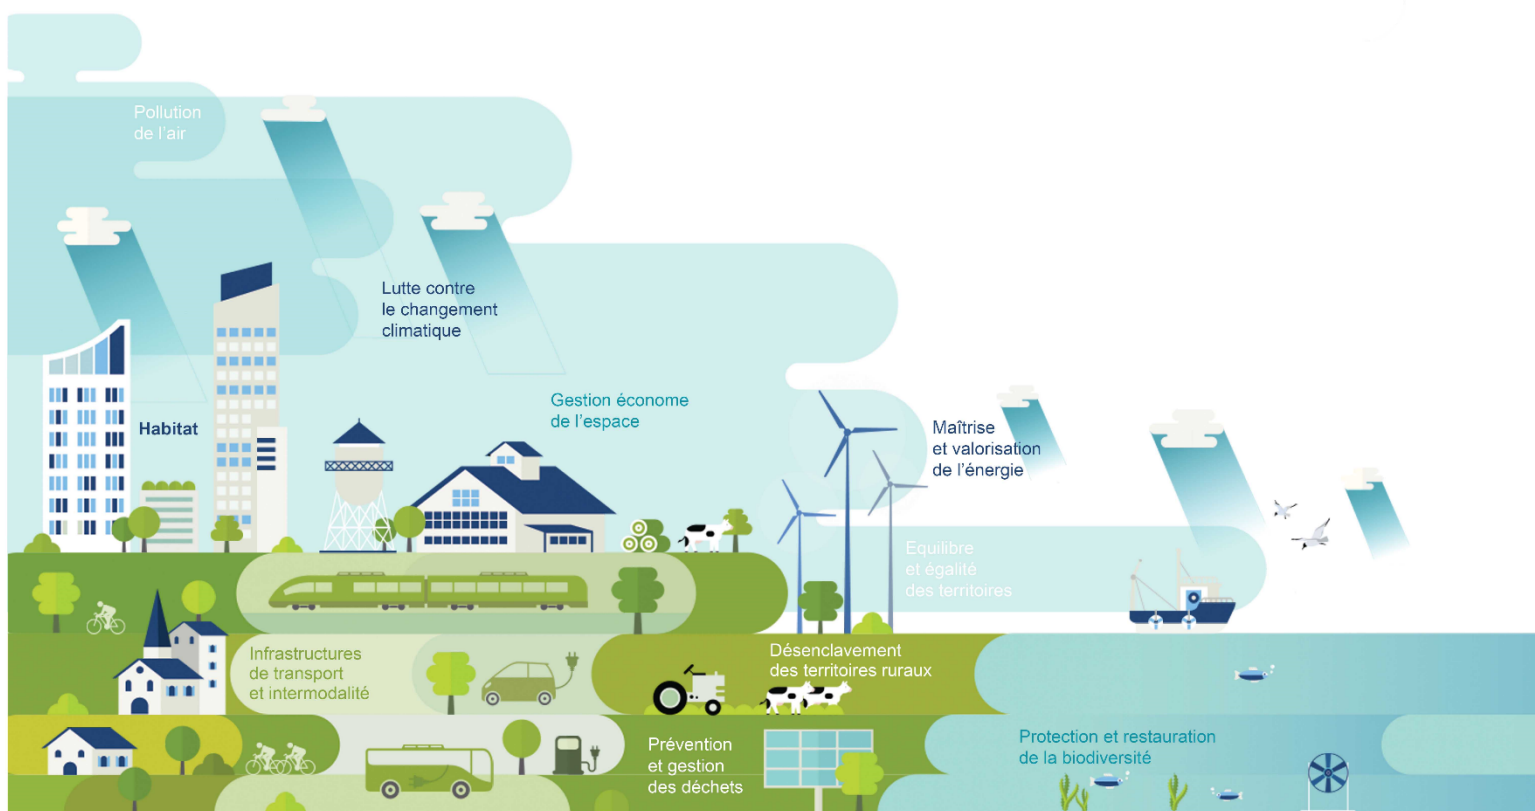 Pollution
de l'air
Lutte contre
le changement
climatique
Gestion économe
de l'espace
Habitat
Maîtrise
et valorisation
de l'énergie
Equilibre
et égalité
des territoires
Infrastructures
de transport
et intermodalité
Désenclavement
des territoires ruraux
Prévention
et gestion
des déchets
Protection et restauration
de la biodiversité